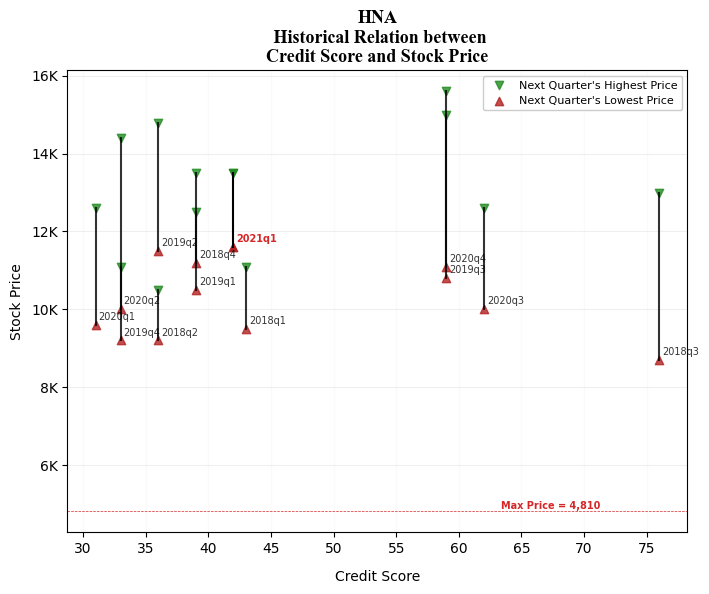 HNA
Historical Relation between
Credit Score and Stock Price
Next Quarter's Highest Price
Next Quarter's Lowest Price
16K
14K
12K
10K
8K
6K
Stock Price
2019q2
2018q4
2021q1
2020q4
2019q3
2019q1
2020q2
2020q3
2020q1
2018q1
2019q4
2018q2
2018q3
Max Price = 4,810
30 35 40 45 50 55 60 65 70 75
Credit Score